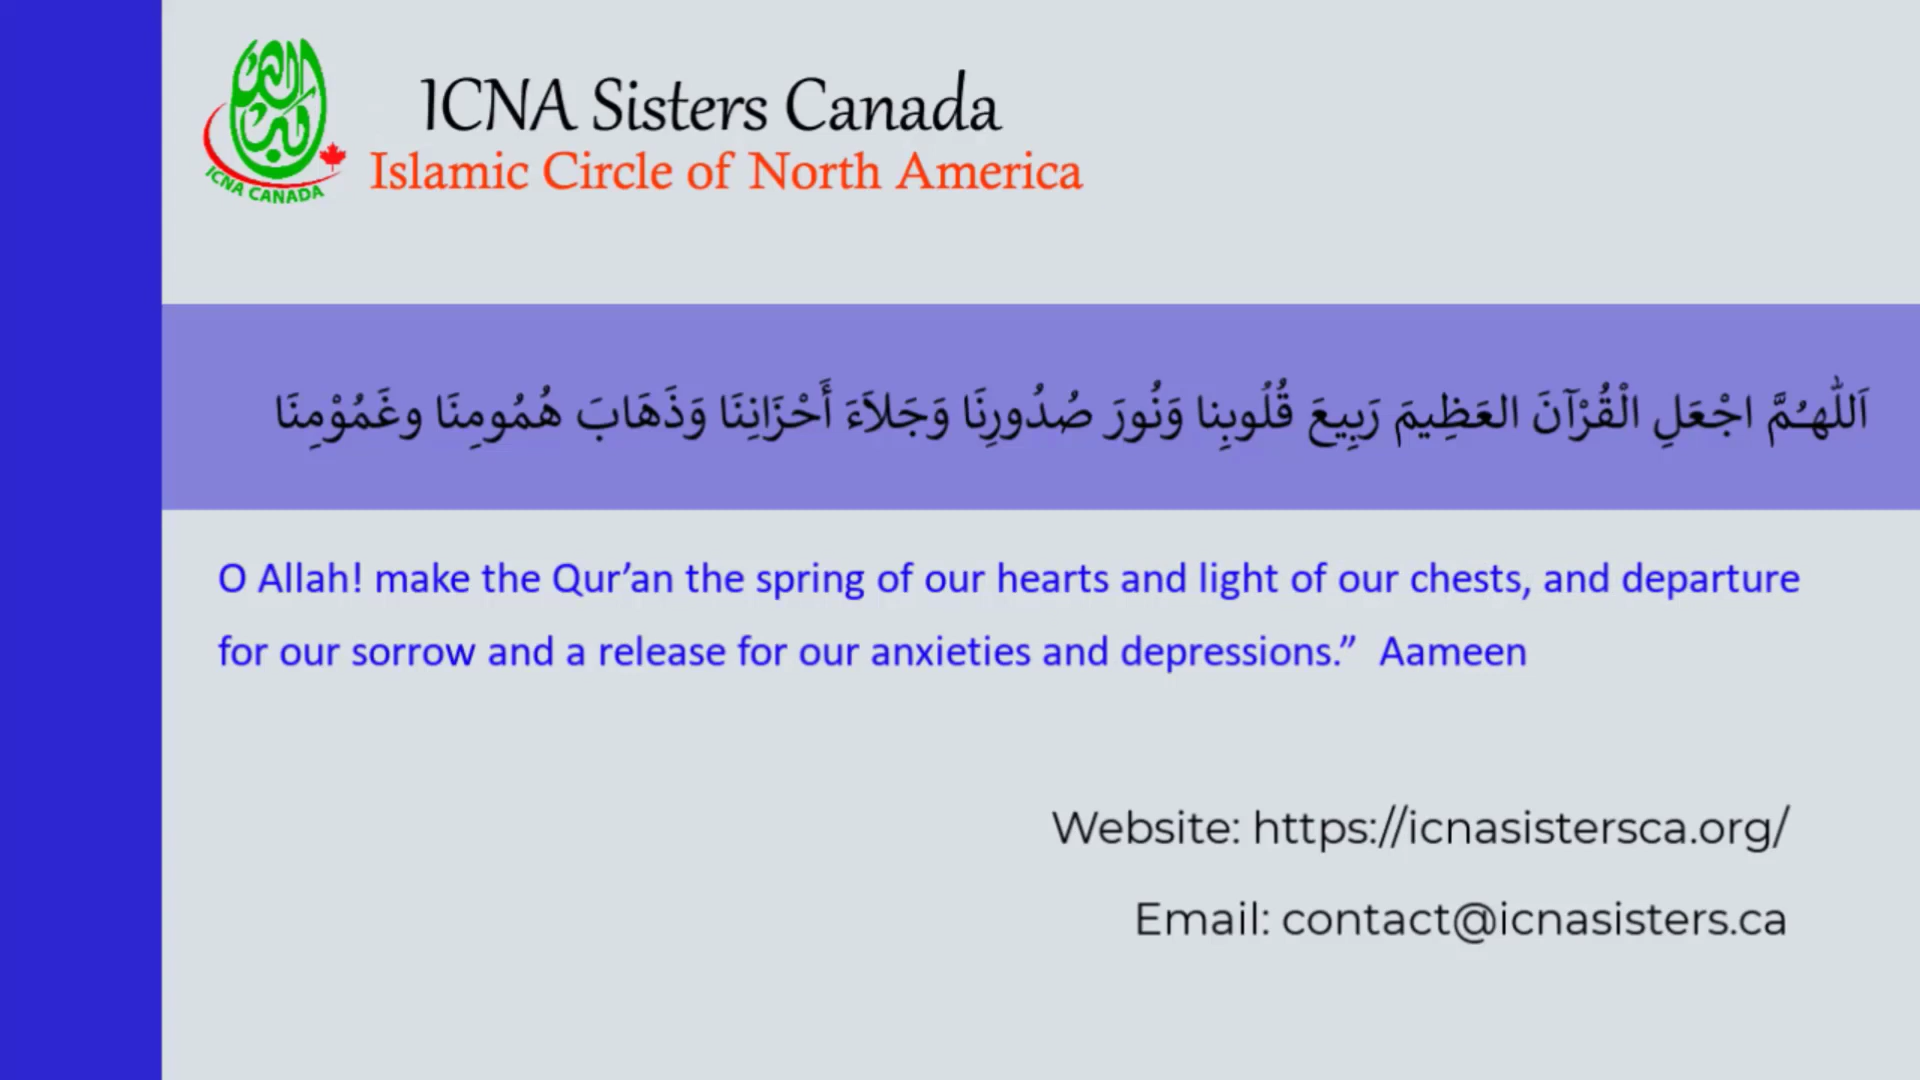 ICNA CANADA
ICNA Sisters Canada
Islamic Circle of North America
اَللّٰهُمَّ اجْعَلِ الْقُرْآنَ العَظِيمَ رَبِيعَ قُلُوبِنا وَنُورَ صُدُورِنَا وَجَلاَءَ أَحْزَانِنَا وَذَهَابَ هُمُومِنَا وغَمُوْمِنَا
O Allah! make the Qur’an the spring of our hearts and light of our chests, and departure
for our sorrow and a release for our anxieties and depressions.” Aameen
Website: https://icnasistersca.org/
Email: contact@icnasisters.ca